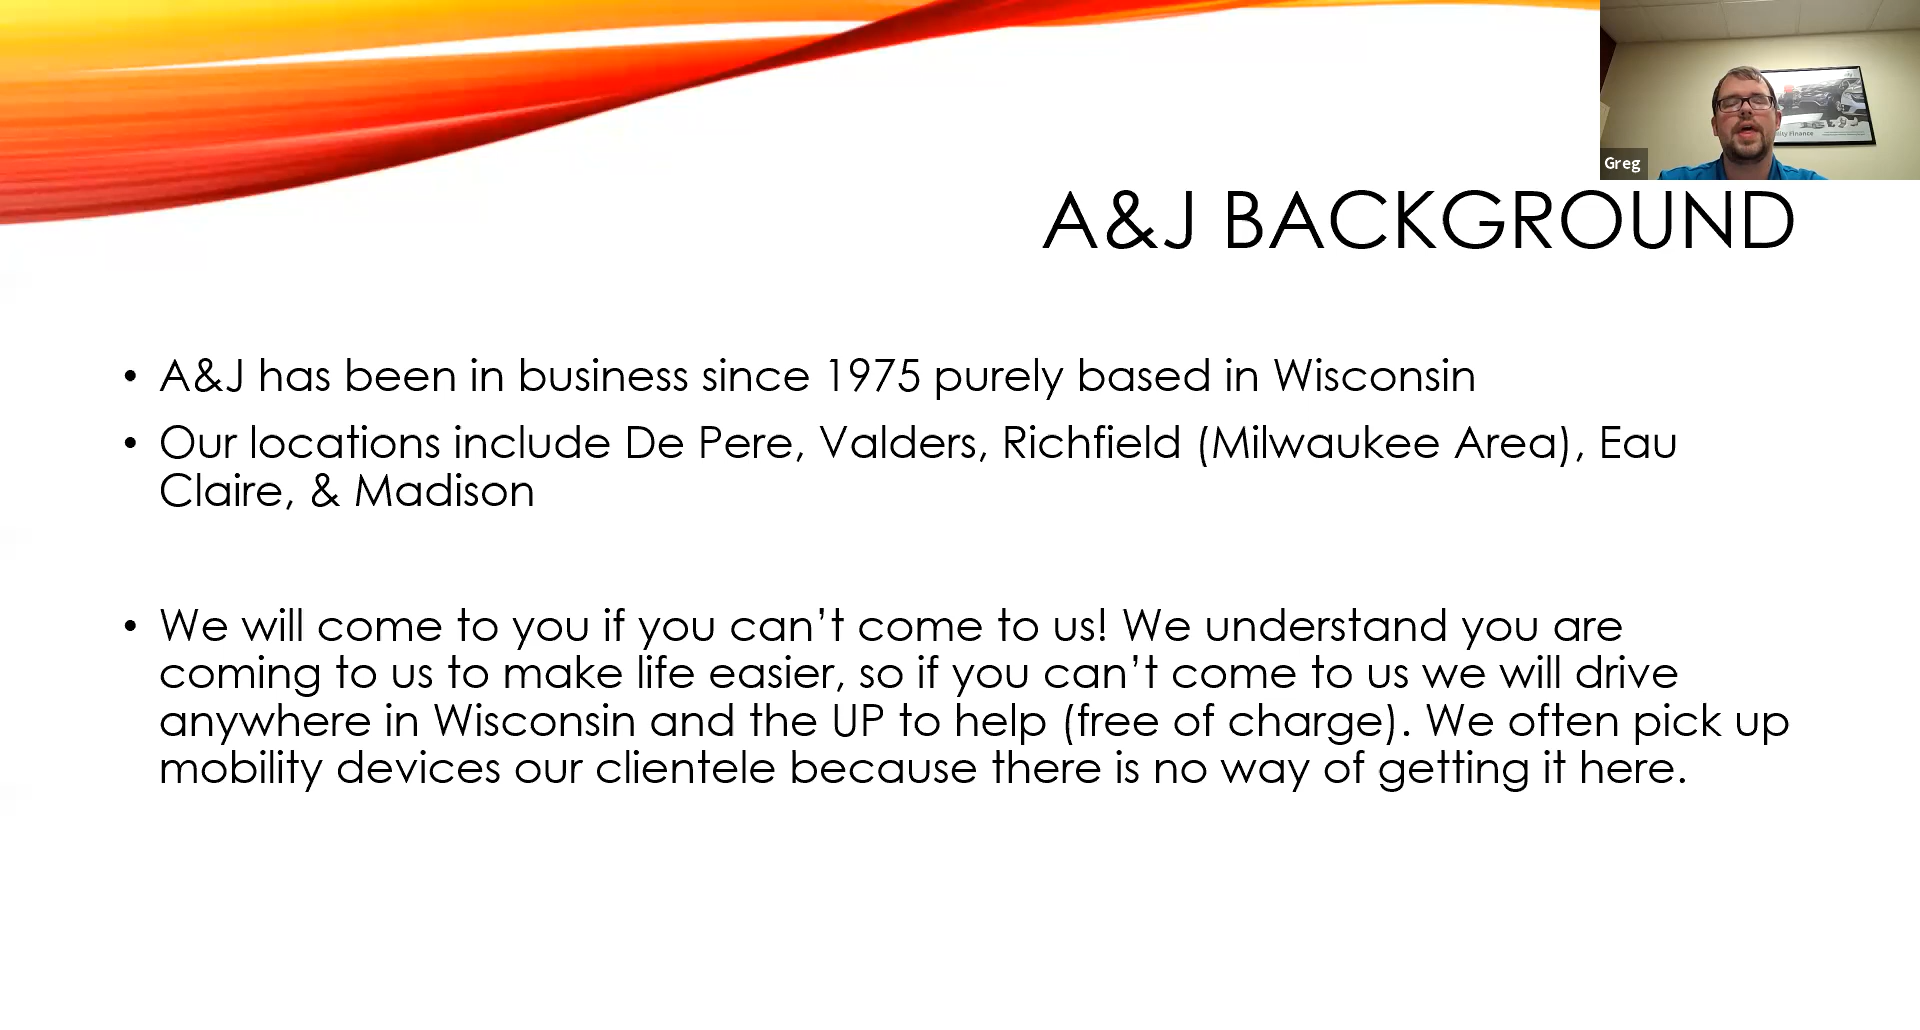 Greg
A&J BACKGROUND
• A&J has been in business since 1975 purely based in Wisconsin
• Our locations include De Pere, Valders, Richfield (Milwaukee Area), Eau
Claire, & Madison
• We will come to you if you can’t come to us! We understand you are
coming to us to make life easier, so if you can’t come to us we will drive
anywhere in Wisconsin and the UP to help (free of charge). We often pick up
mobility devices our clientele because there is no way of getting it here.